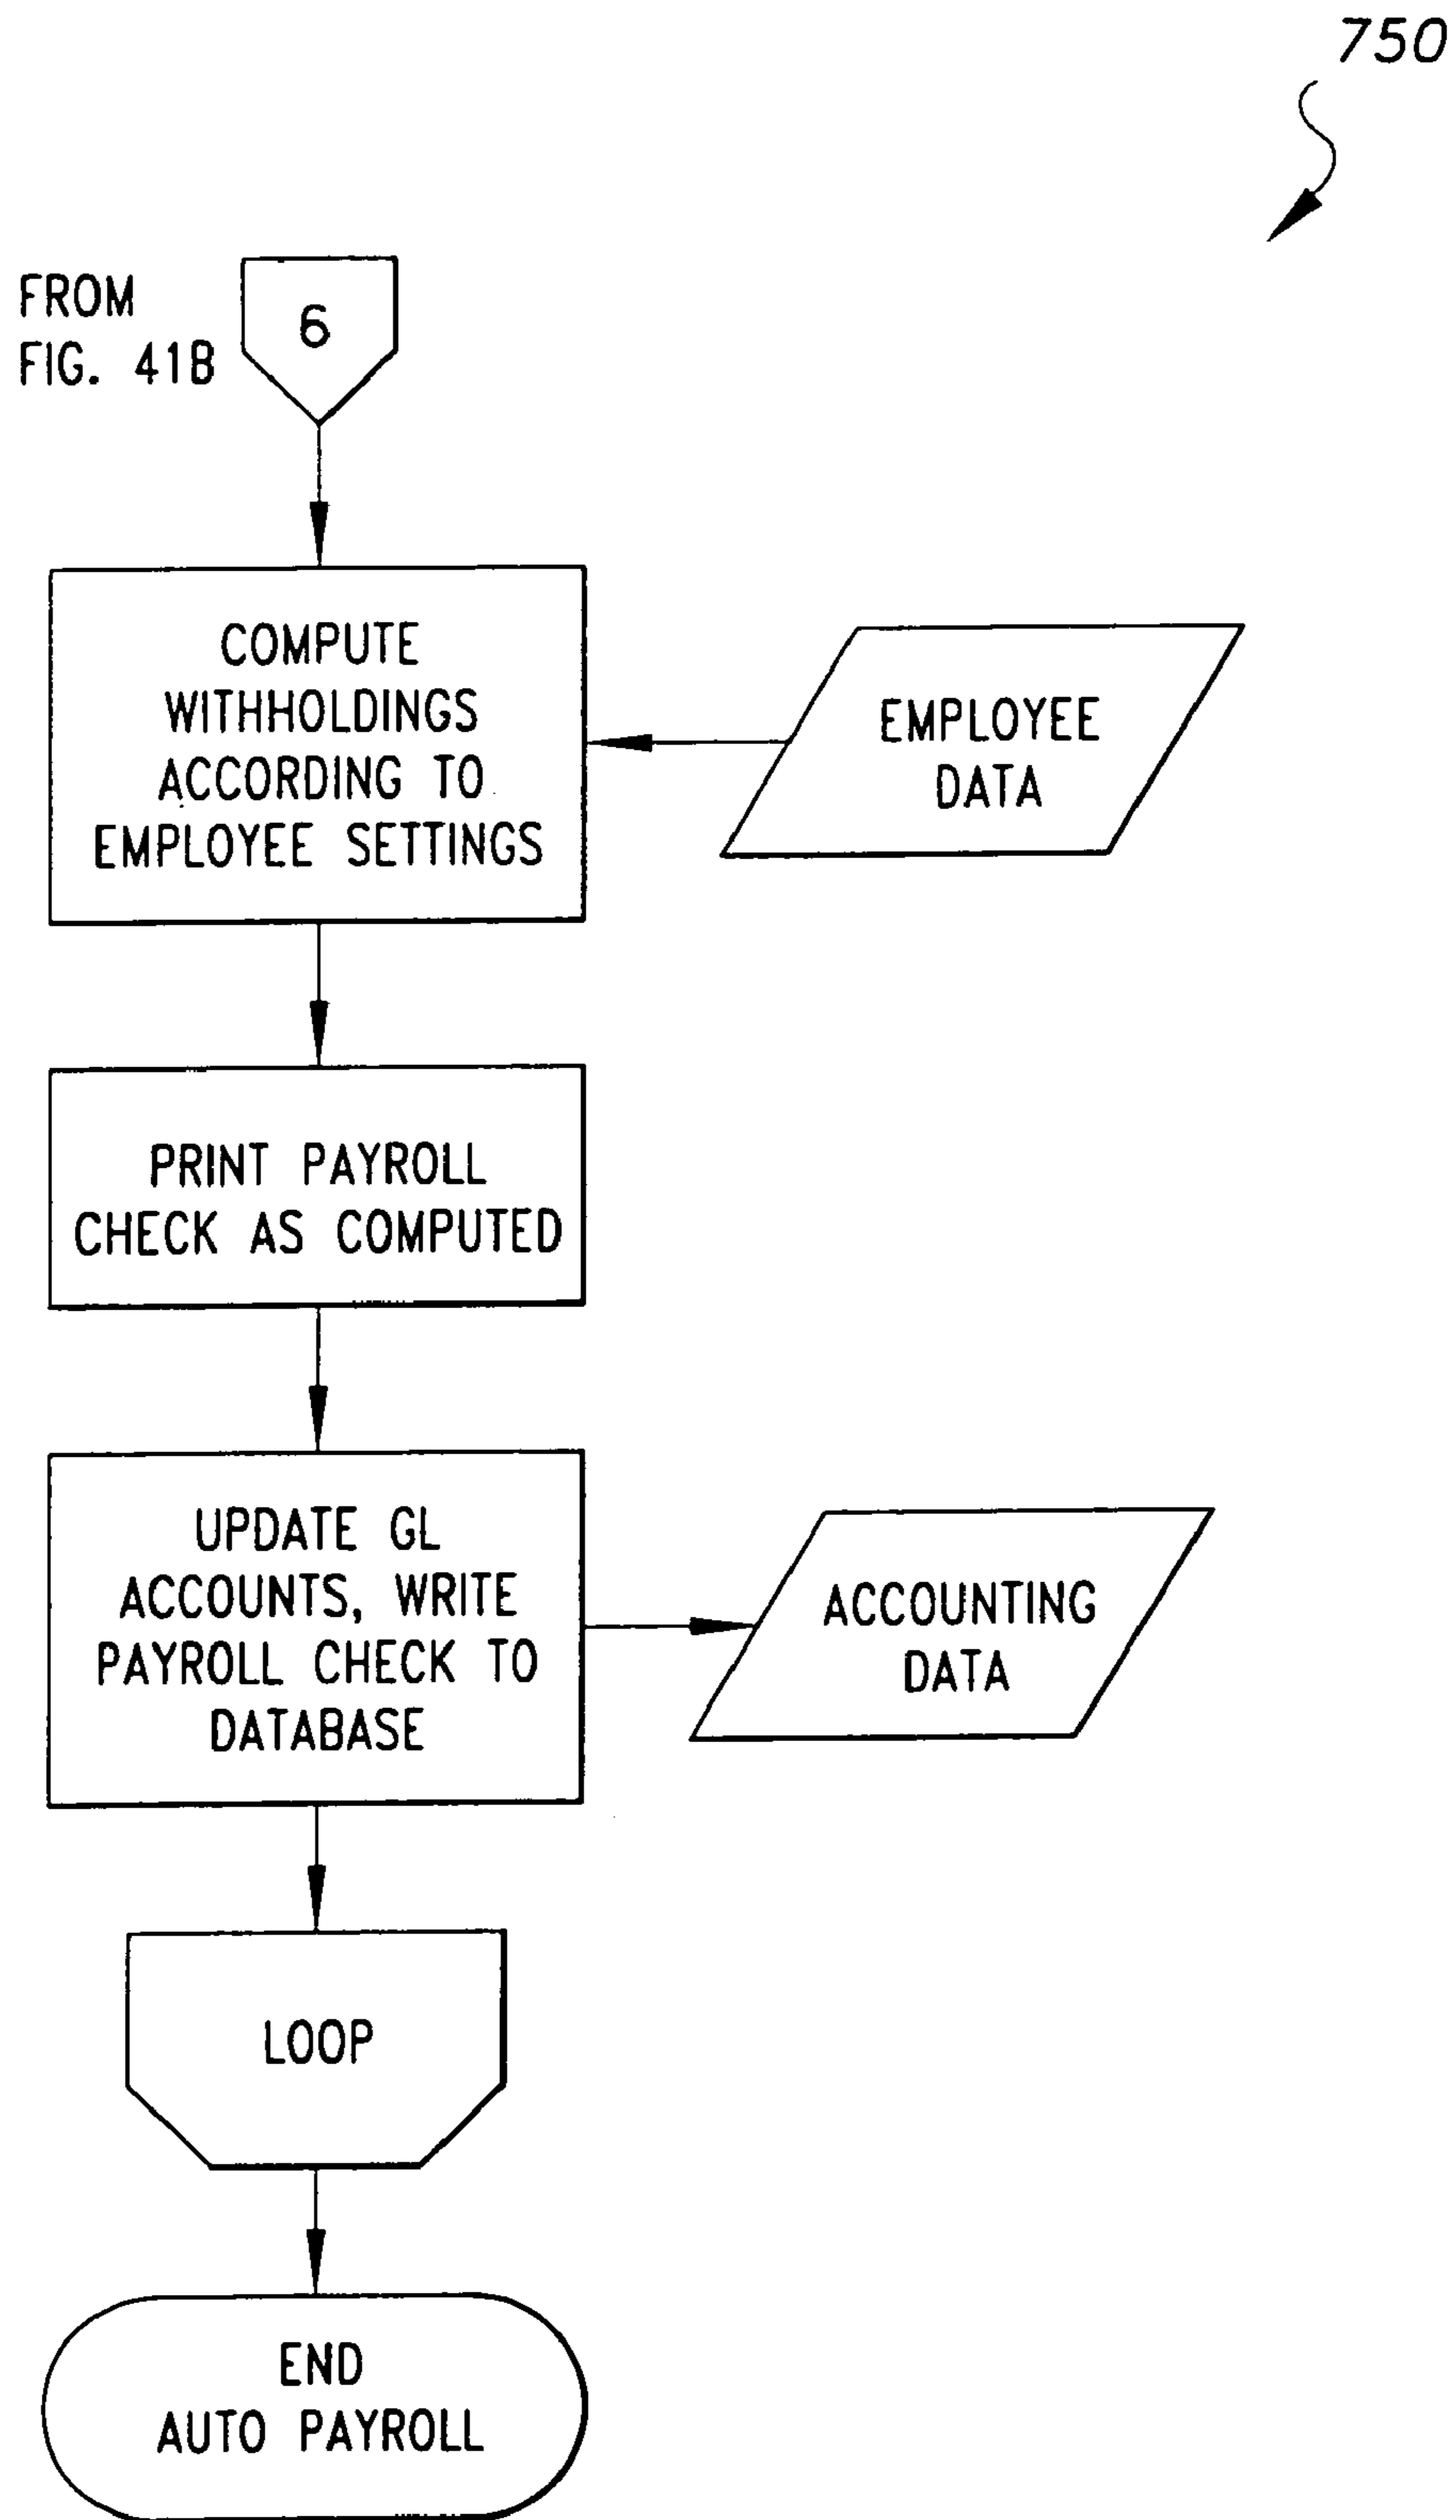 750
FROM
FIG. 41B
6
COMPUTE
WITHHOLDINGS
ACCORDING TO
EMPLOYEE SETTINGS
EMPLOYEE
DATA
PRINT PAYROLL
CHECK AS COMPUTED
UPDATE GL
ACCOUNTS, WRITE
PAYROLL CHECK TO
DATABASE
ACCOUNTING
DATA
LOOP
END
AUTO PAYROLL